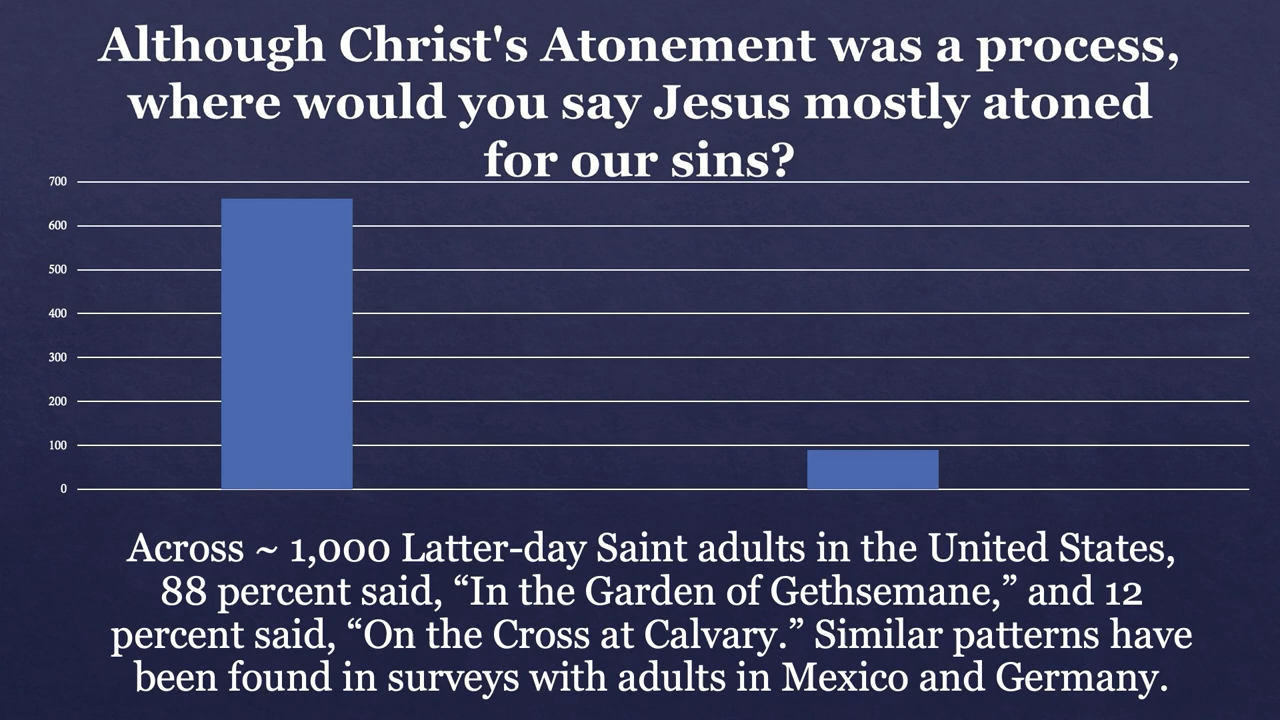 Although Christ's Atonement was a process,
where would you say Jesus mostly atoned
for our sins?
700
600
500
400
300
200
100
0
Across ~ 1,000 Latter-day Saint adults in the United States,
88 percent said, “In the Garden of Gethsemane,” and 12
percent said, “On the Cross at Calvary.” Similar patterns have
been found in surveys with adults in Mexico and Germany.